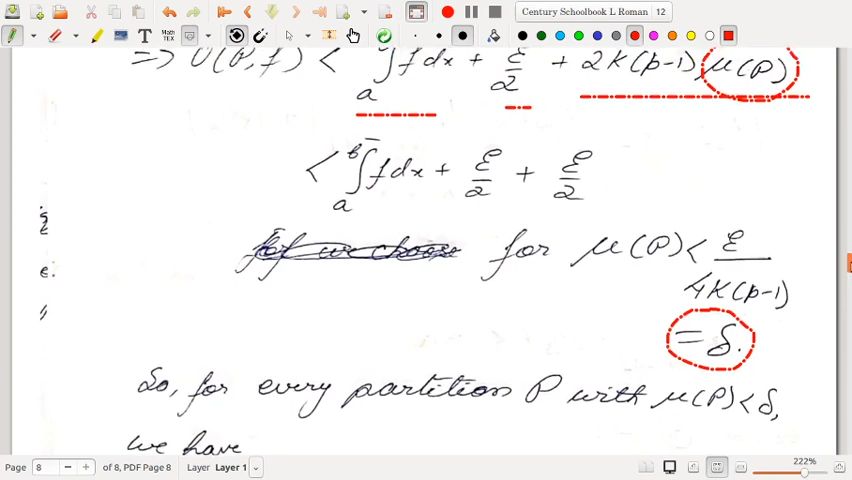 Century Schoolbook L Roman 12
=> U(P, f) < ∫ₐ f dx + ε/2 + 2K(p-1) μ(P)
< ∫ₐᵇ f dx + ε/2 + ε/2
for μ(P) < ε/4K(p-1)
= δ.
So, for every partition P with μ(P) < δ,
we have
Page 8 of 8, PDF Page 8 Layer Layer 1 222%